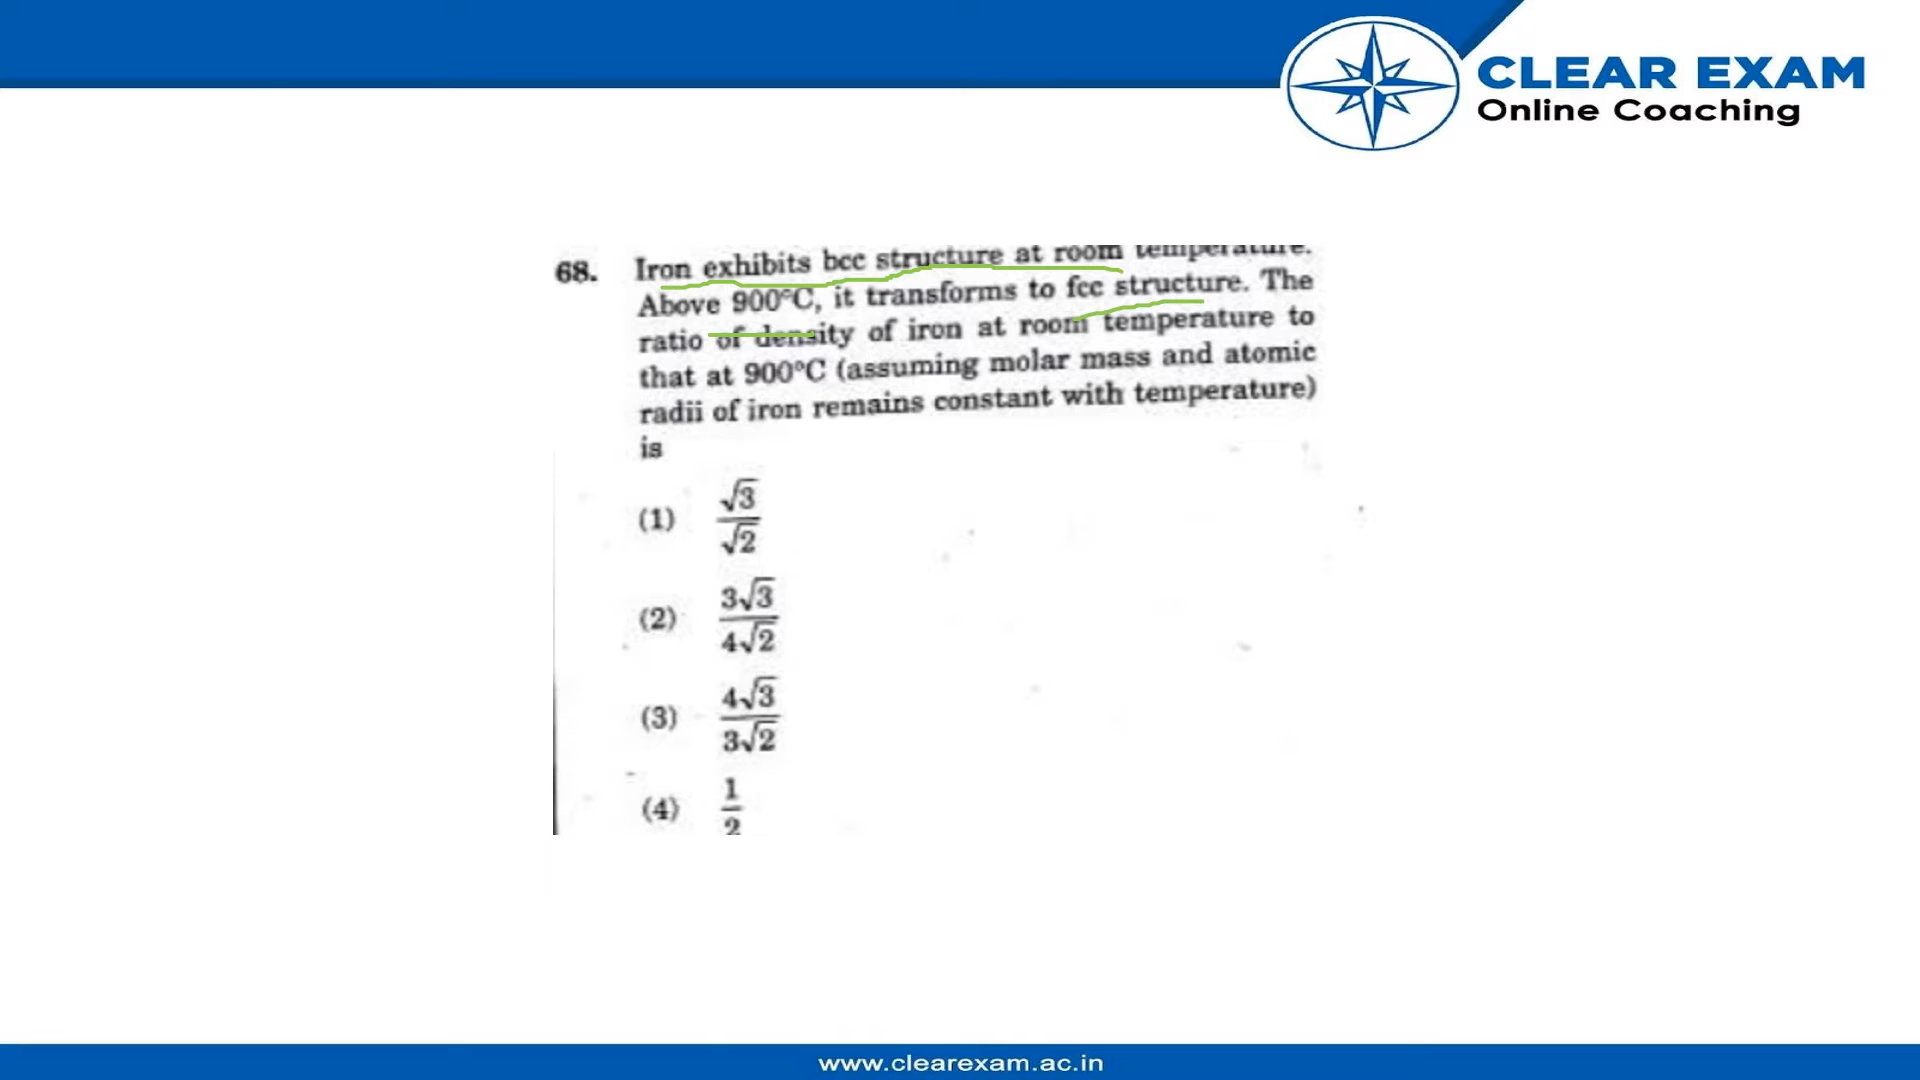 CLEAR EXAM
Online Coaching
68. Iron exhibits bcc structure at room temperature.
Above 900°C, it transforms to fcc structure. The
ratio of density of iron at room temperature to
that at 900°C (assuming molar mass and atomic
radii of iron remains constant with temperature)
is
(1) √3/√2
(2) 3√3/4√2
(3) 4√3/3√2
(4) 1/2
www.clearexam.ac.in